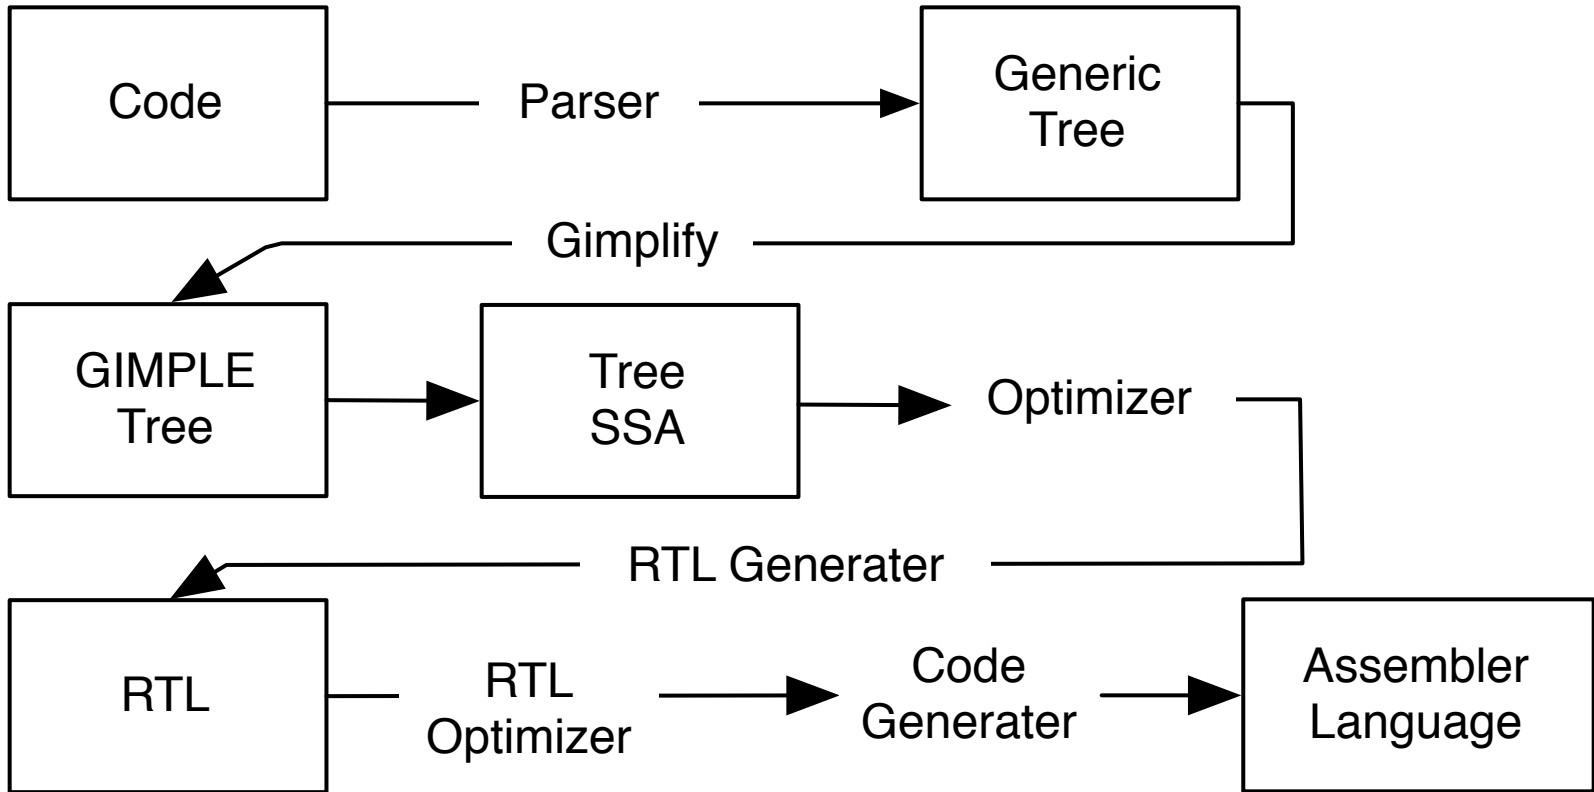 Code
Parser
Generic
Tree
Gimplify
GIMPLE
Tree
Tree
SSA
Optimizer
RTL Generater
RTL
RTL
Optimizer
Code
Generater
Assembler
Language